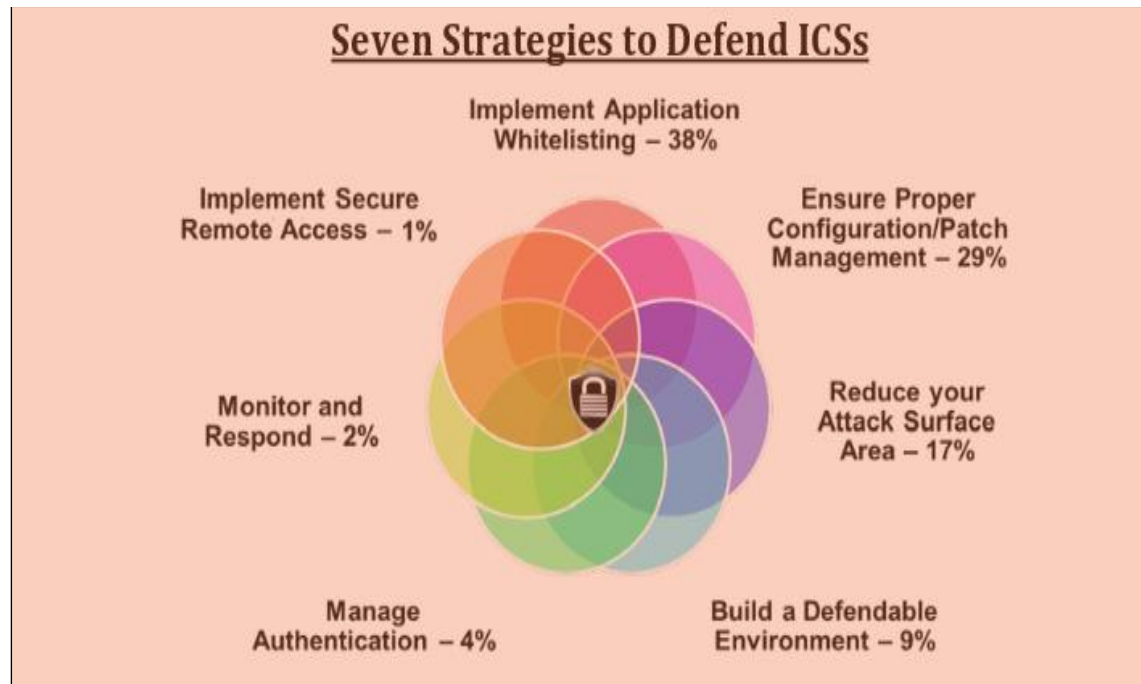 Seven Strategies to Defend ICSs
Implement Application
Whitelisting – 38%
Implement Secure
Remote Access – 1%
Ensure Proper
Configuration/Patch
Management – 29%
Monitor and
Respond – 2%
Reduce your
Attack Surface
Area – 17%
Manage
Authentication – 4%
Build a Defendable
Environment – 9%